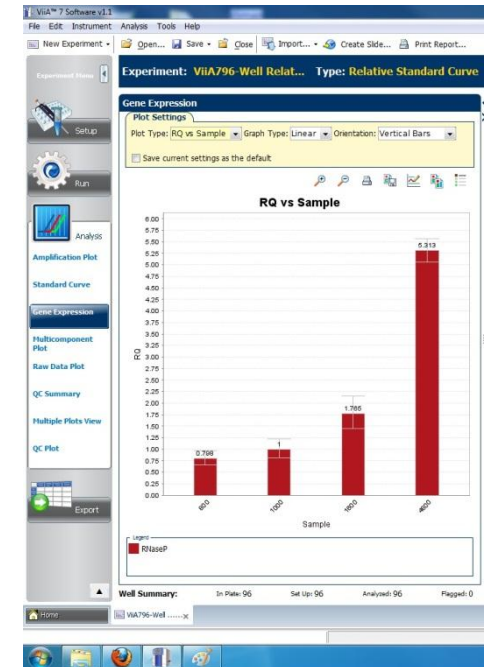 ViiA™ 7 Software v1.1
File Edit Instrument Analysis Tools Help
New Experiment Open... Save Close Import... Create Slide... Print Report...
Experiment Menu
Experiment: ViiA796-Well Relat... Type: Relative Standard Curve
Gene Expression
Plot Settings
Plot Type: RQ vs Sample Graph Type: Linear Orientation: Vertical Bars
Save current settings as the default
Setup
Run
Analysis
Amplification Plot
Standard Curve
Gene Expression
Multicomponent
Plot
Raw Data Plot
QC Summary
Multiple Plots View
QC Plot
Export
RQ vs Sample
6.00
5.75
5.50
5.25
5.00
4.75
4.50
4.25
4.00
3.75
3.50
3.25
3.00
2.75
2.50
2.25
2.00
1.75
1.50
1.25
1.00
0.75
0.50
0.25
0.00
RQ
0.798
1
1.765
5.313
600
1000
1800
4600
Sample
Legend
RNaseP
Well Summary: In Plate: 96 Set Up: 96 Analyzed: 96 Flagged: 0
Home ViiA796-Well ......x